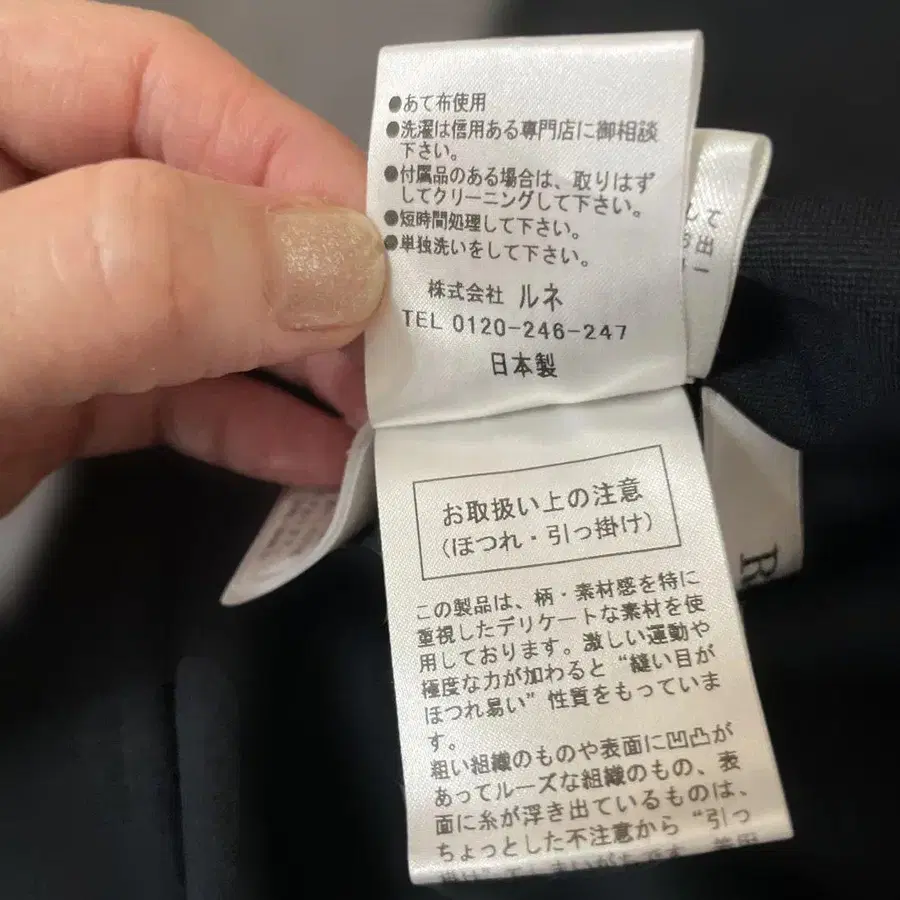 ●あて布使用
●洗濯は信用ある専門店に御相談
下さい。
●付属品のある場合は、取りはず
してクリーニングして下さい。
●短時間処理して下さい。
●単独洗いをして下さい。
株式会社 ルネ
TEL 0120-246-247
日本製
して
出し
お取扱い上の注意
(ほつれ・引っ掛け)
この製品は、柄・素材感を特に
重視したデリケートな素材を使
用しております。激しい運動や
極度な力が加わると“縫い目が
ほつれ易い”性質をもっていま
す。
粗い組織のものや表面に凹凸が
あってルーズな組織のもの、表
面に糸が浮き出ているものは、
ちょっとした不注意から“引っ
R